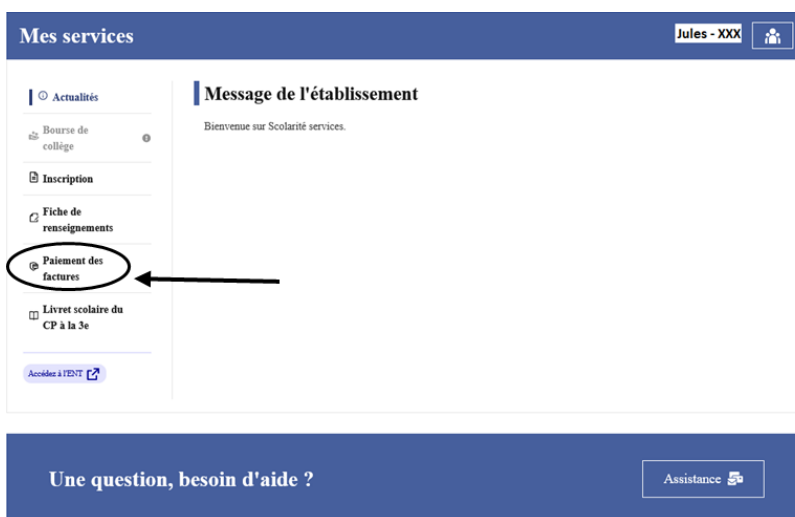 Mes services
Jules - XXX
Actualités
Bourse de
collège
Inscription
Fiche de
renseignements
Paiement des
factures
Livret scolaire du
CP à la 3e
Accédez à l'ENT
Message de l'établissement
Bienvenue sur Scolarité services.
Une question, besoin d'aide ?
Assistance